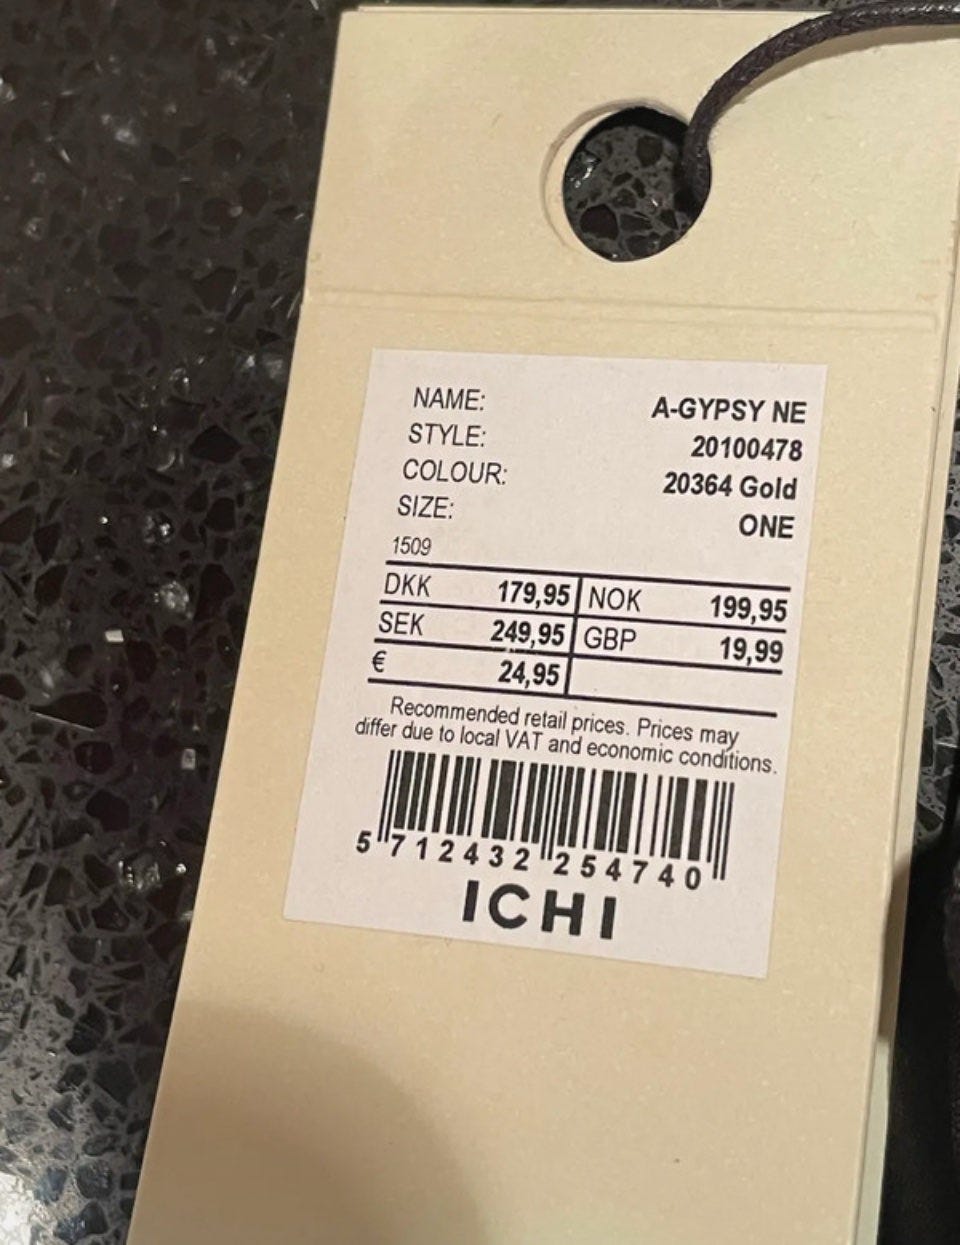 NAME: A-GYPSY NE
STYLE: 20100478
COLOUR: 20364 Gold
SIZE: ONE
1509
DKK 179,95 NOK 199,95
SEK 249,95 GBP 19,99
€ 24,95
Recommended retail prices. Prices may
differ due to local VAT and economic conditions.
5 712432 254740
ICHI